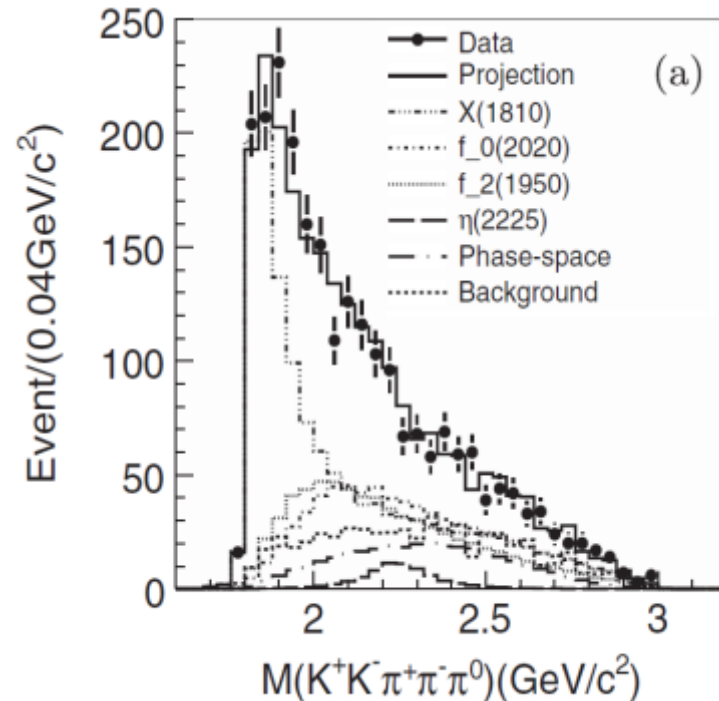 250
200
150
100
50
0
Event/(0.04GeV/c²)
(a)
Data
Projection
X(1810)
f_0(2020)
f_2(1950)
η(2225)
Phase-space
Background
2 2.5 3
M(K⁺K⁻π⁺π⁻π⁰)(GeV/c²)